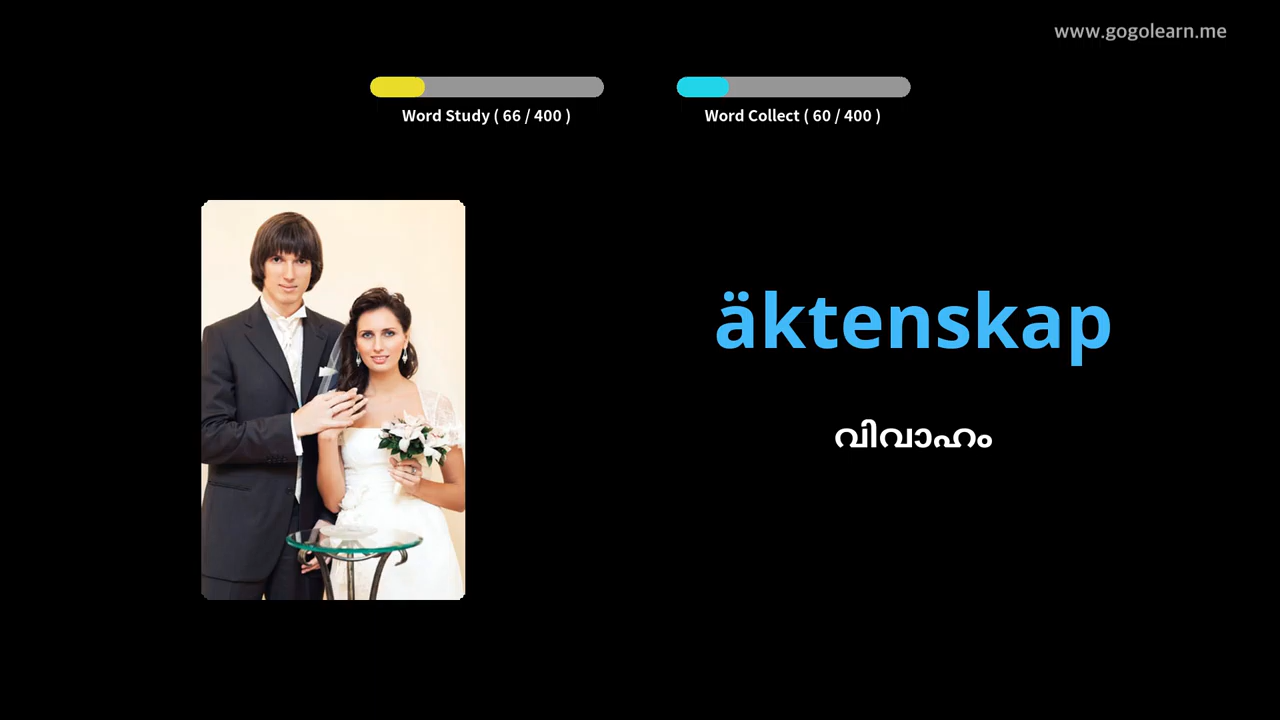 www.gogolearn.me
Word Study ( 66 / 400 )
Word Collect ( 60 / 400 )
äktenskap
വിവാഹം